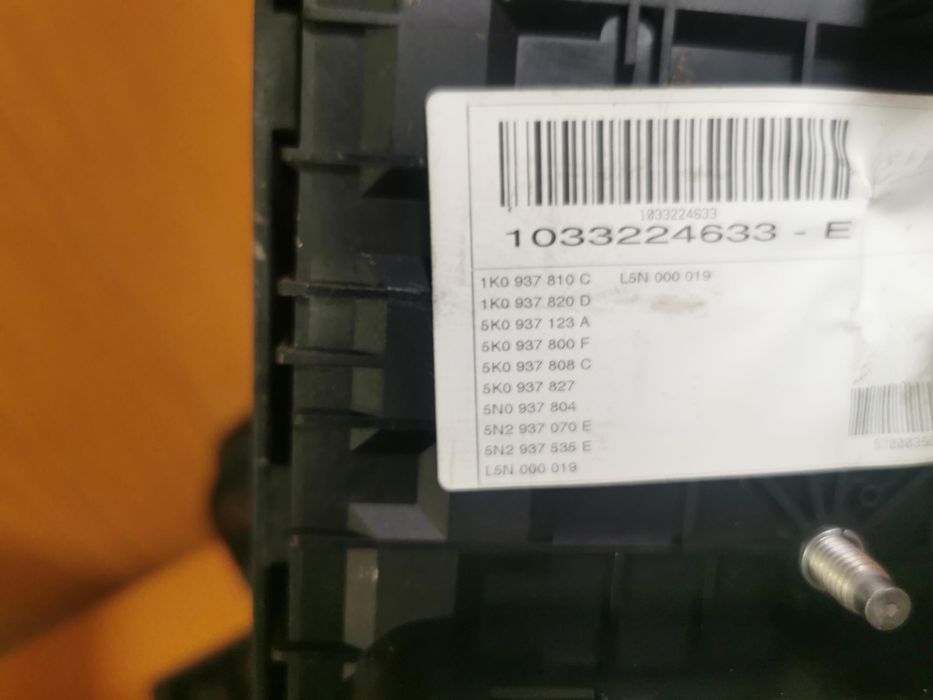 1033224633
1033224633 - E
1K0 937 810 C L5N 000 019
1K0 937 820 D
5K0 937 123 A
5K0 937 800 F
5K0 937 808 C
5K0 937 827
5N0 937 804
5N2 937 070 E
5N2 937 535 E
L5N 000 019